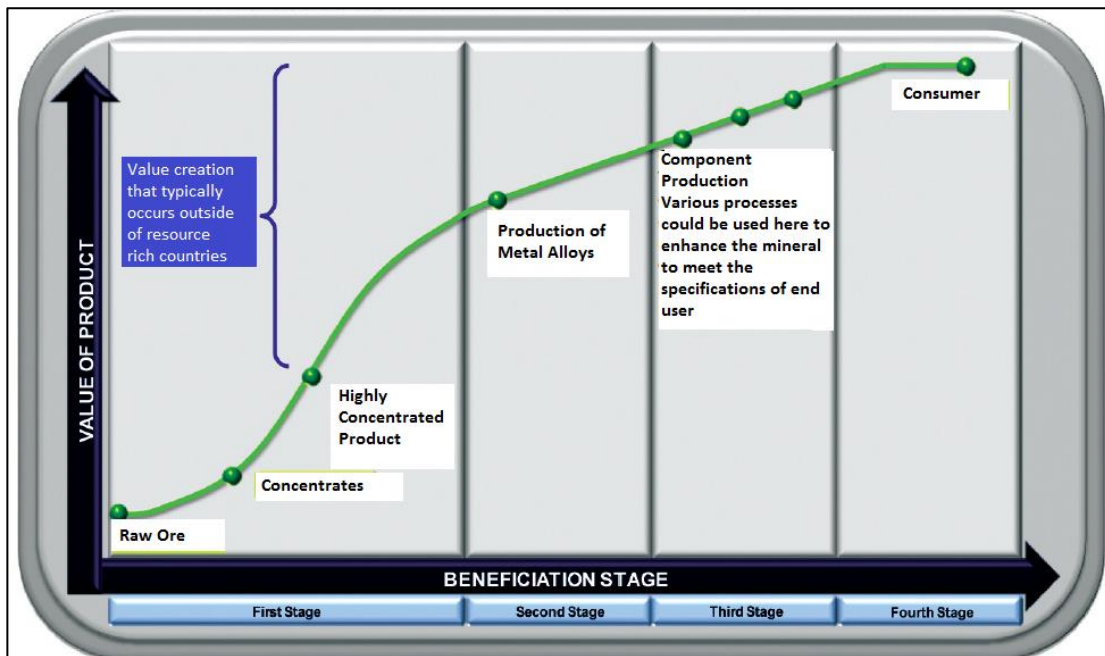 VALUE OF PRODUCT
Value creation
that typically
occurs outside
of resource
rich countries
Raw Ore
Concentrates
Highly
Concentrated
Product
Production of
Metal Alloys
Component
Production
Various processes
could be used here to
enhance the mineral
to meet the
specifications of end
user
Consumer
BENEFICIATION STAGE
First Stage
Second Stage
Third Stage
Fourth Stage